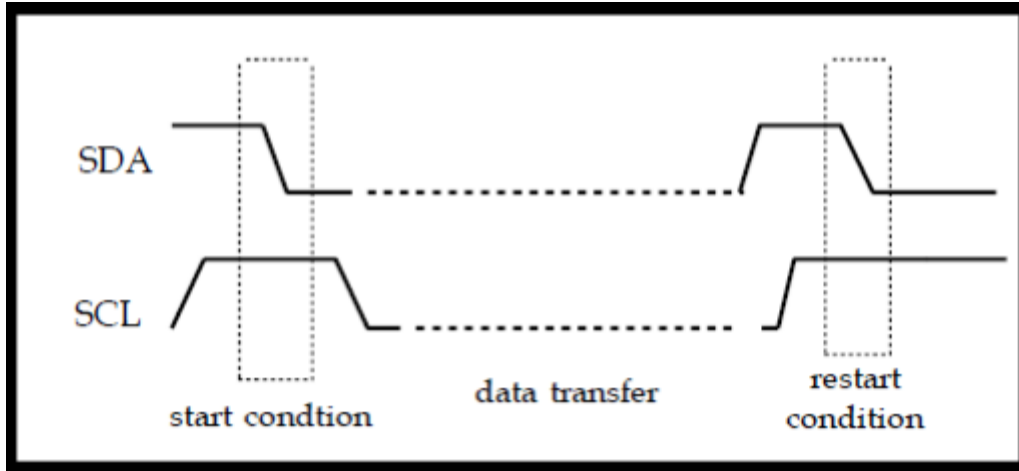 SDA
SCL
start condtion
data transfer
restart
condition